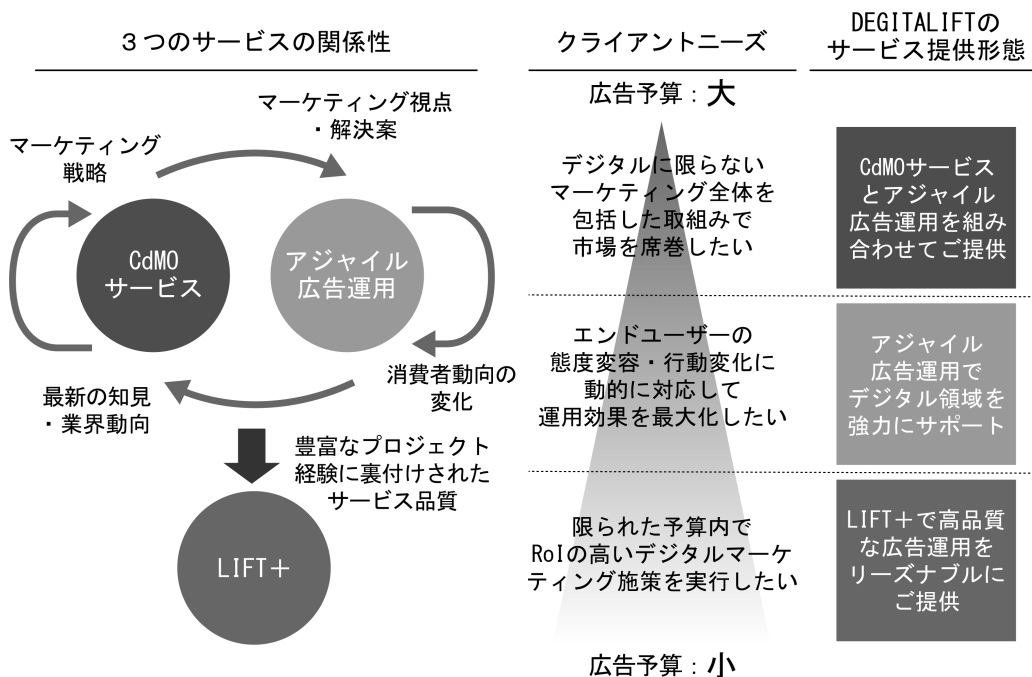 3つのサービスの関係性
マーケティング視点
・解決案
マーケティング
戦略
CdMO
サービス
アジャイル
広告運用
消費者動向の
変化
最新の知見
・業界動向
豊富なプロジェクト
経験に裏付けされた
サービス品質
LIFT＋
クライアントニーズ
広告予算：大
デジタルに限らない
マーケティング全体を
包括した取組みで
市場を席巻したい
エンドユーザーの
態度変容・行動変化に
動的に対応して
運用効果を最大化したい
限られた予算内で
RoIの高いデジタルマーケ
ティング施策を実行したい
広告予算：小
DEGITALIFTの
サービス提供形態
CdMOサービス
とアジャイル
広告運用を組み
合わせてご提供
アジャイル
広告運用で
デジタル領域を
強力にサポート
LIFT＋で高品質
な広告運用を
リーズナブルに
ご提供